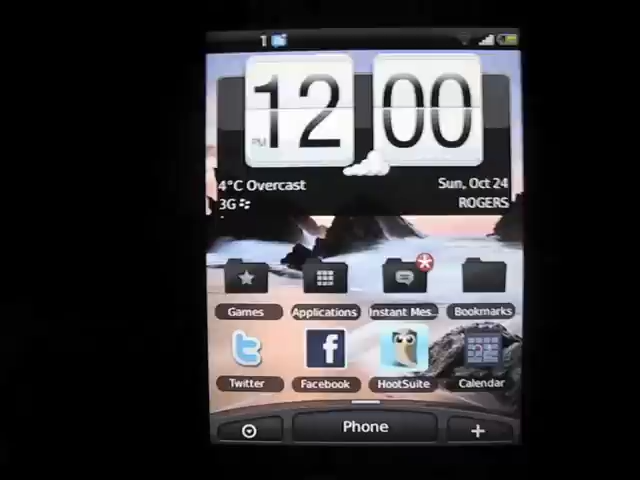 1
12 00
PM
4°C Overcast
Sun, Oct 24
3G
ROGERS
Games
Applications
Instant Mes...
Bookmarks
Twitter
Facebook
HootSuite
Calendar
Phone